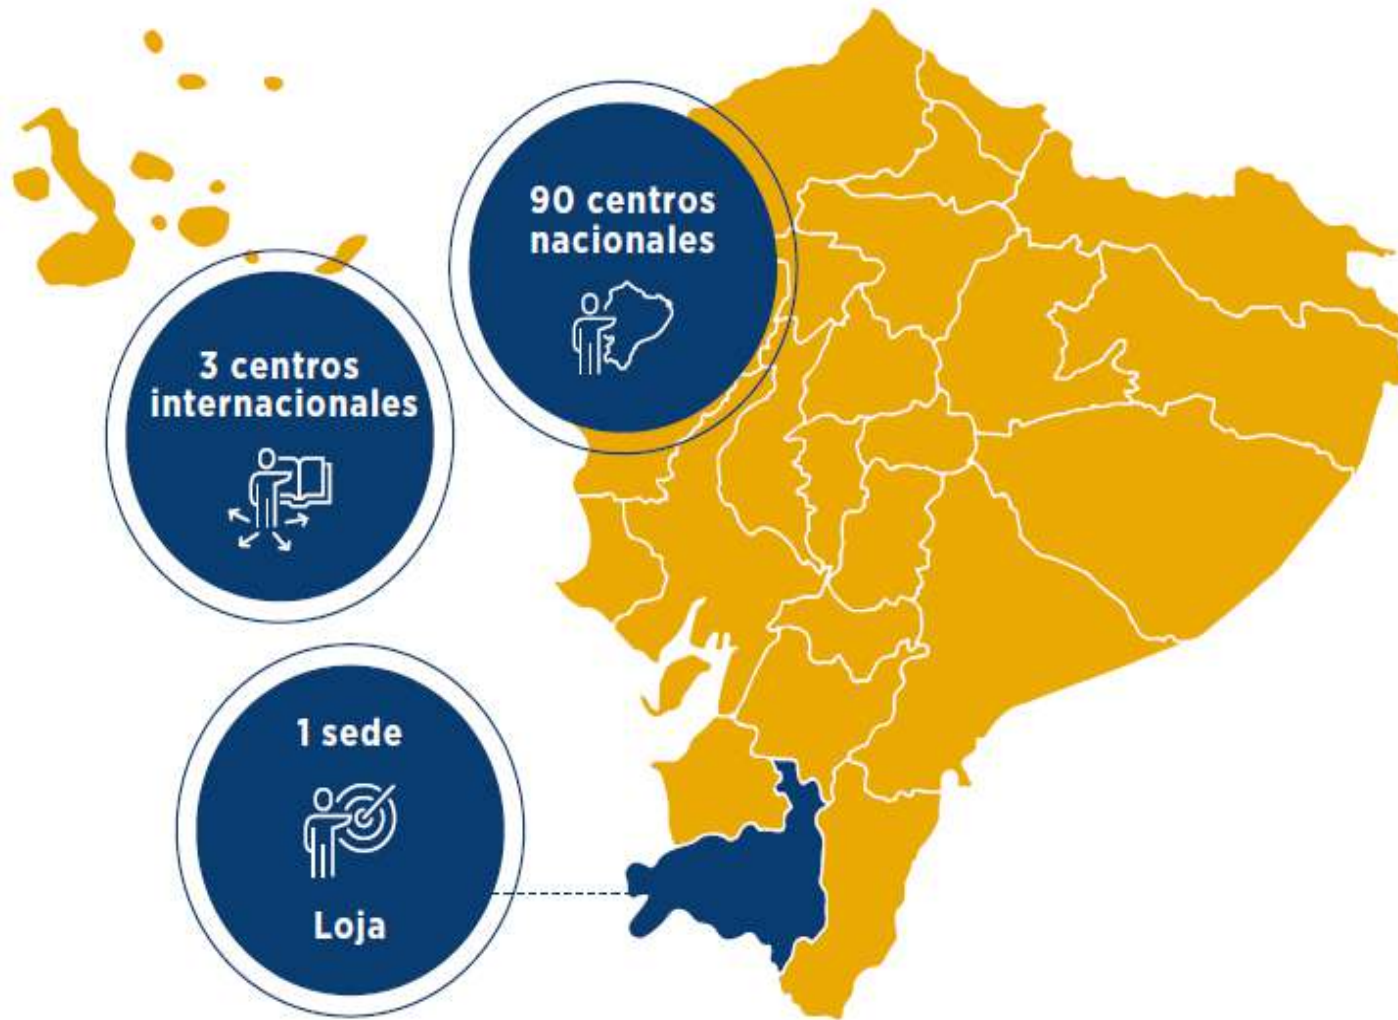 90 centros
nacionales
3 centros
internacionales
1 sede
Loja